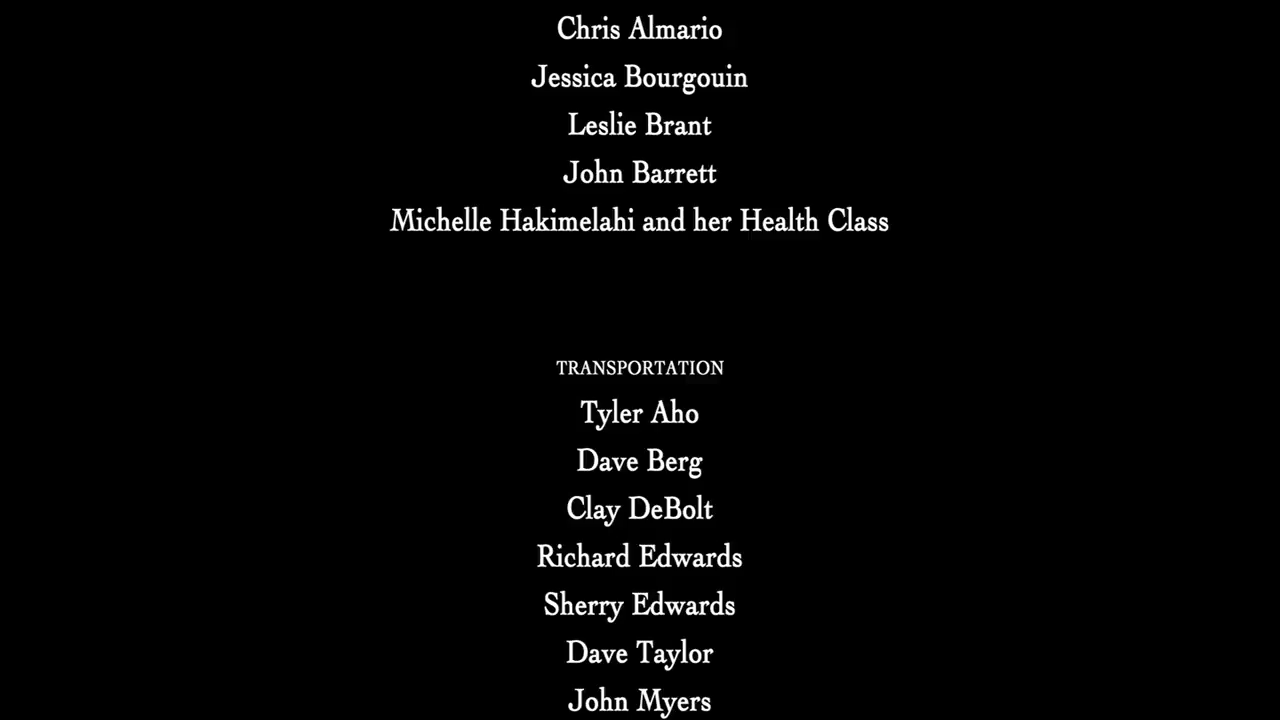 Chris Almario
Jessica Bourgouin
Leslie Brant
John Barrett
Michelle Hakimelahi and her Health Class
TRANSPORTATION
Tyler Aho
Dave Berg
Clay DeBolt
Richard Edwards
Sherry Edwards
Dave Taylor
John Myers